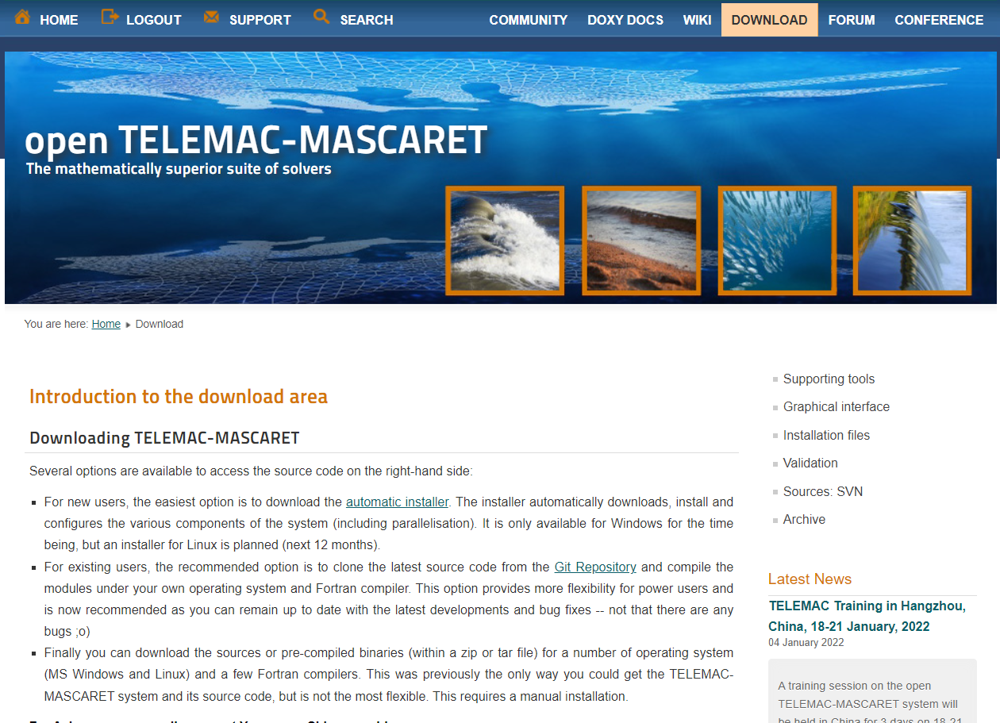 HOME LOGOUT SUPPORT SEARCH COMMUNITY DOXY DOCS WIKI DOWNLOAD FORUM CONFERENCE
open TELEMAC-MASCARET
The mathematically superior suite of solvers
You are here: Home Download
Introduction to the download area
Downloading TELEMAC-MASCARET
Several options are available to access the source code on the right-hand side:
For new users, the easiest option is to download the automatic installer. The installer automatically downloads, install and
configures the various components of the system (including parallelisation). It is only available for Windows for the time
being, but an installer for Linux is planned (next 12 months).
For existing users, the recommended option is to clone the latest source code from the Git Repository and compile the
modules under your own operating system and Fortran compiler. This option provides more flexibility for power users and
is now recommended as you can remain up to date with the latest developments and bug fixes -- not that there are any
bugs ;o)
Finally you can download the sources or pre-compiled binaries (within a zip or tar file) for a number of operating system
(MS Windows and Linux) and a few Fortran compilers. This was previously the only way you could get the TELEMAC-
MASCARET system and its source code, but is not the most flexible. This requires a manual installation.
Supporting tools
Graphical interface
Installation files
Validation
Sources: SVN
Archive
Latest News
TELEMAC Training in Hangzhou,
China, 18-21 January, 2022
04 January 2022
A training session on the open
TELEMAC-MASCARET system will
be held in China for 3 days on 18-21